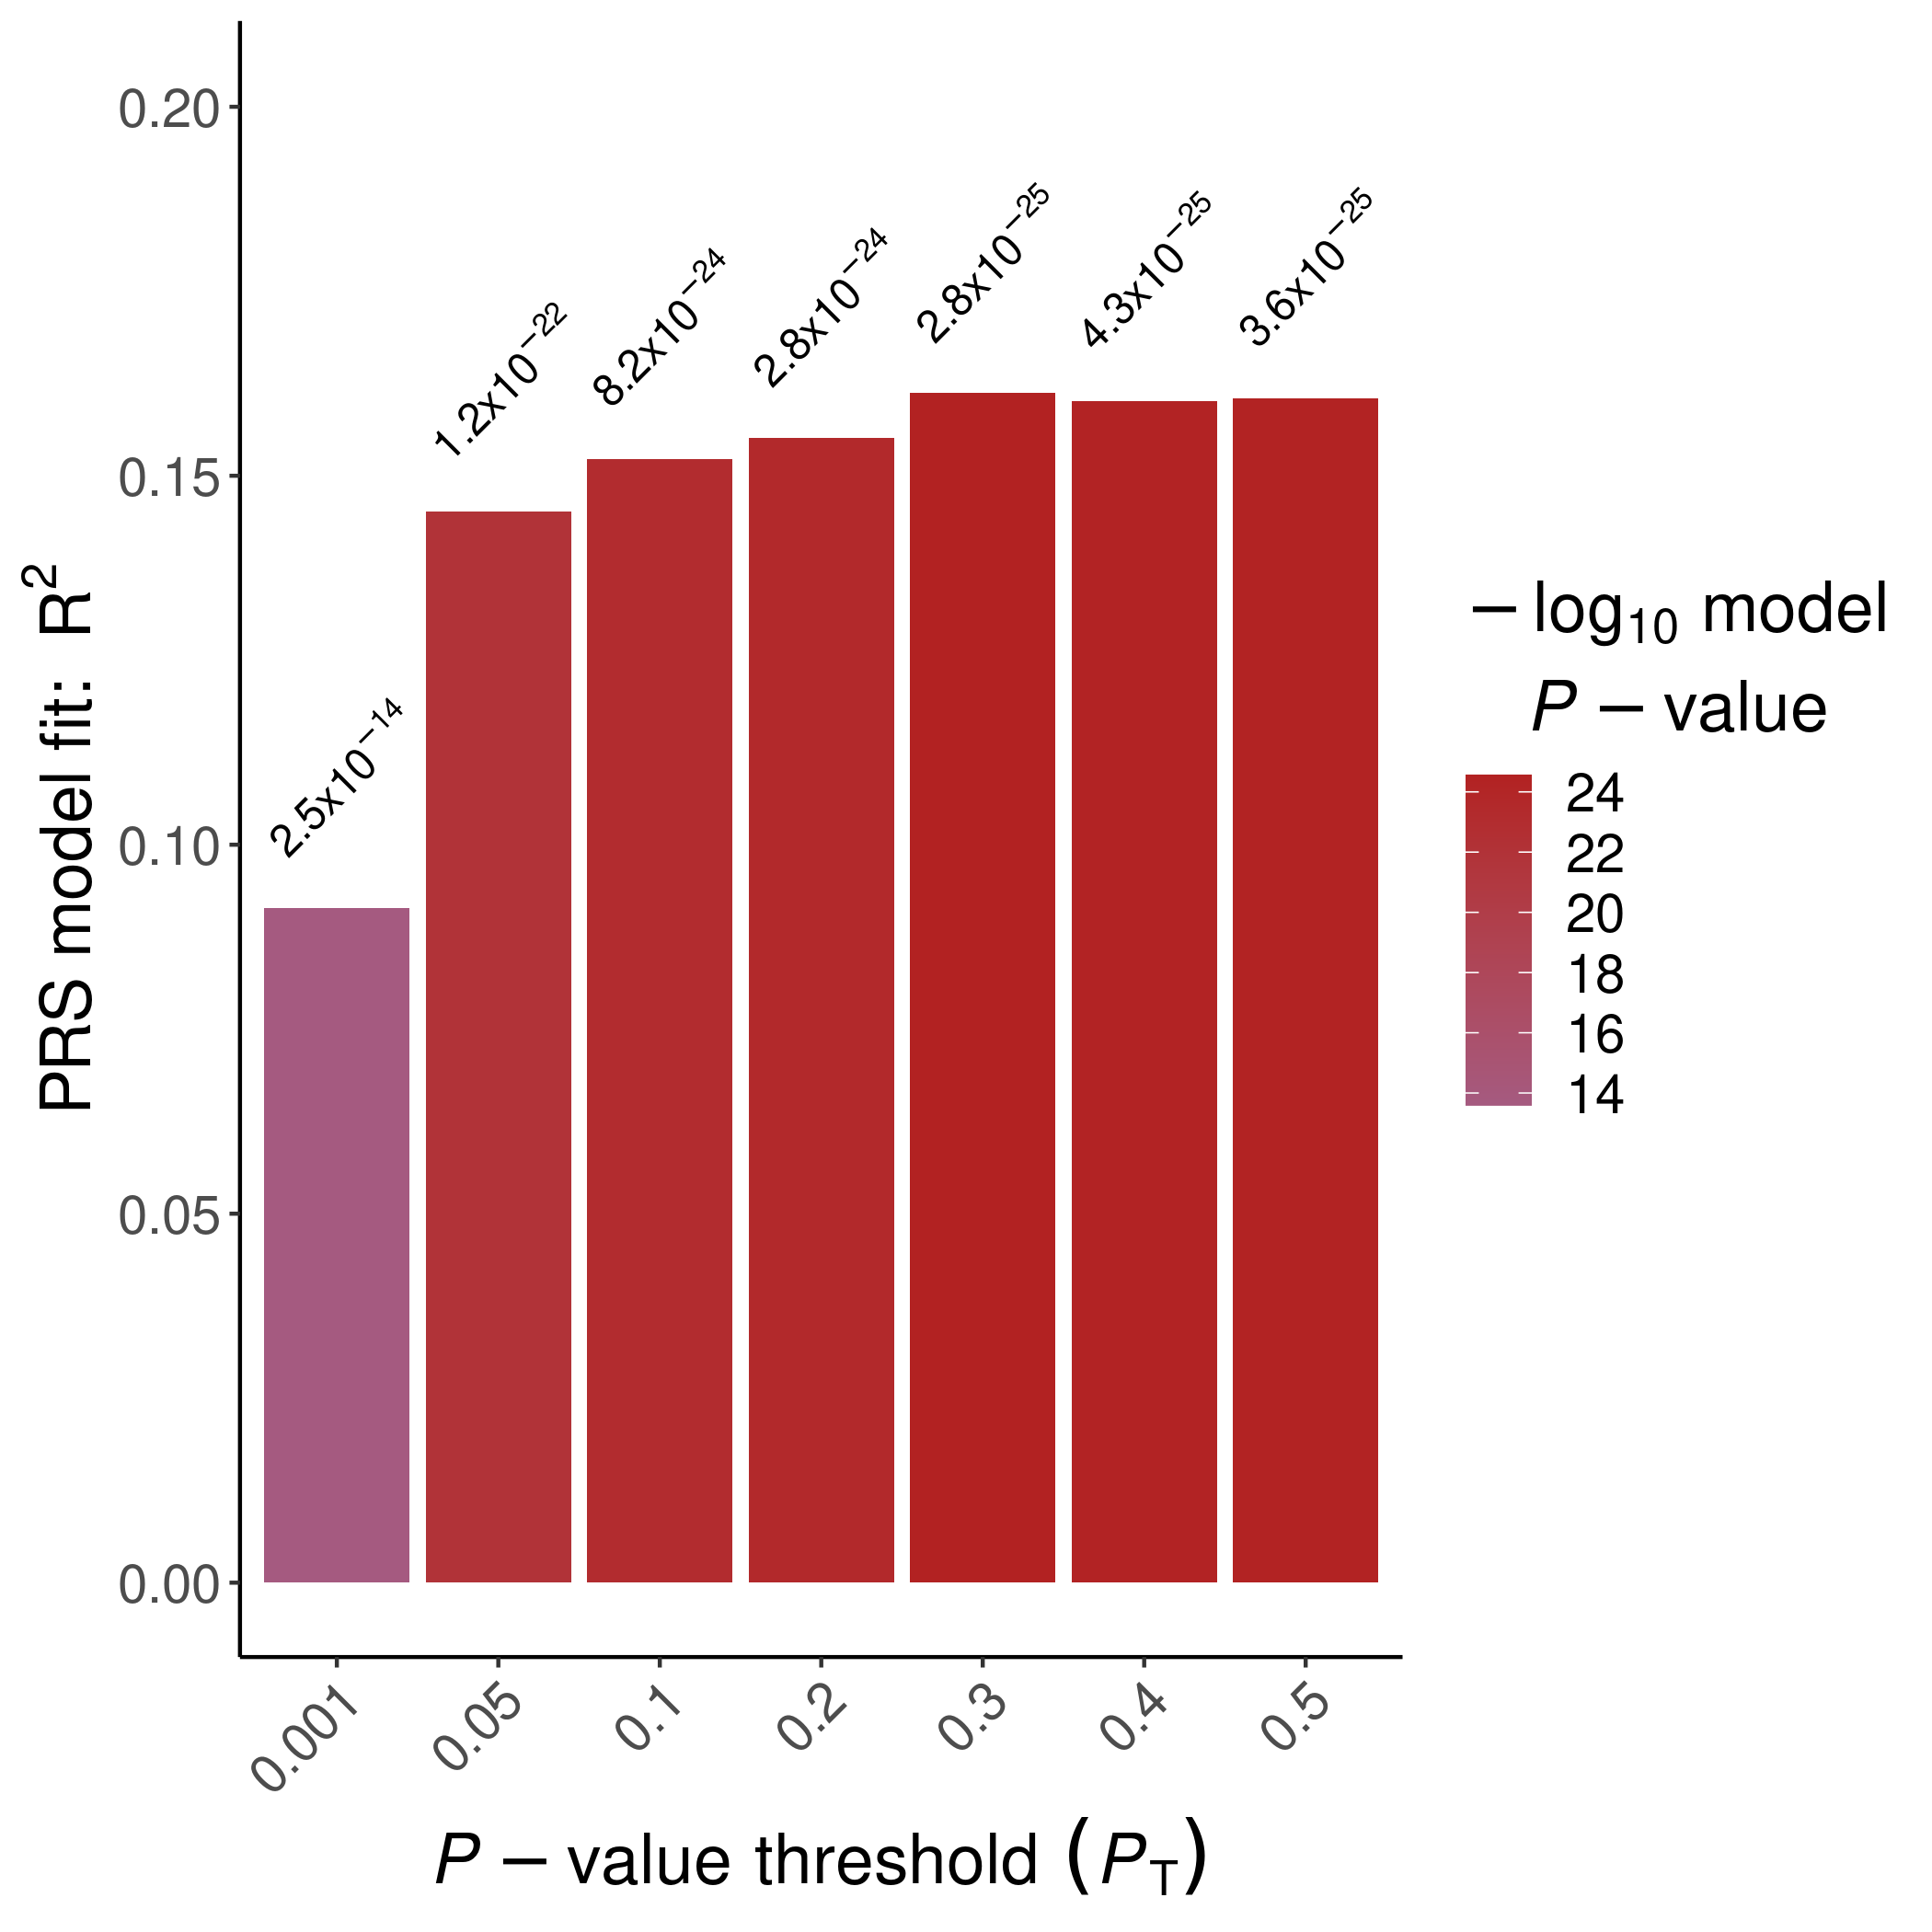 PRS model fit: R²
0.20
0.15
0.10
0.05
0.00
2.5x10⁻¹⁴
1.2x10⁻²²
8.2x10⁻²⁴
2.8x10⁻²⁴
2.8x10⁻²⁵
4.3x10⁻²⁵
3.6x10⁻²⁵
0.001
0.05
0.1
0.2
0.3
0.4
0.5
P − value threshold (P_T)
− log₁₀ model
P − value
24
22
20
18
16
14